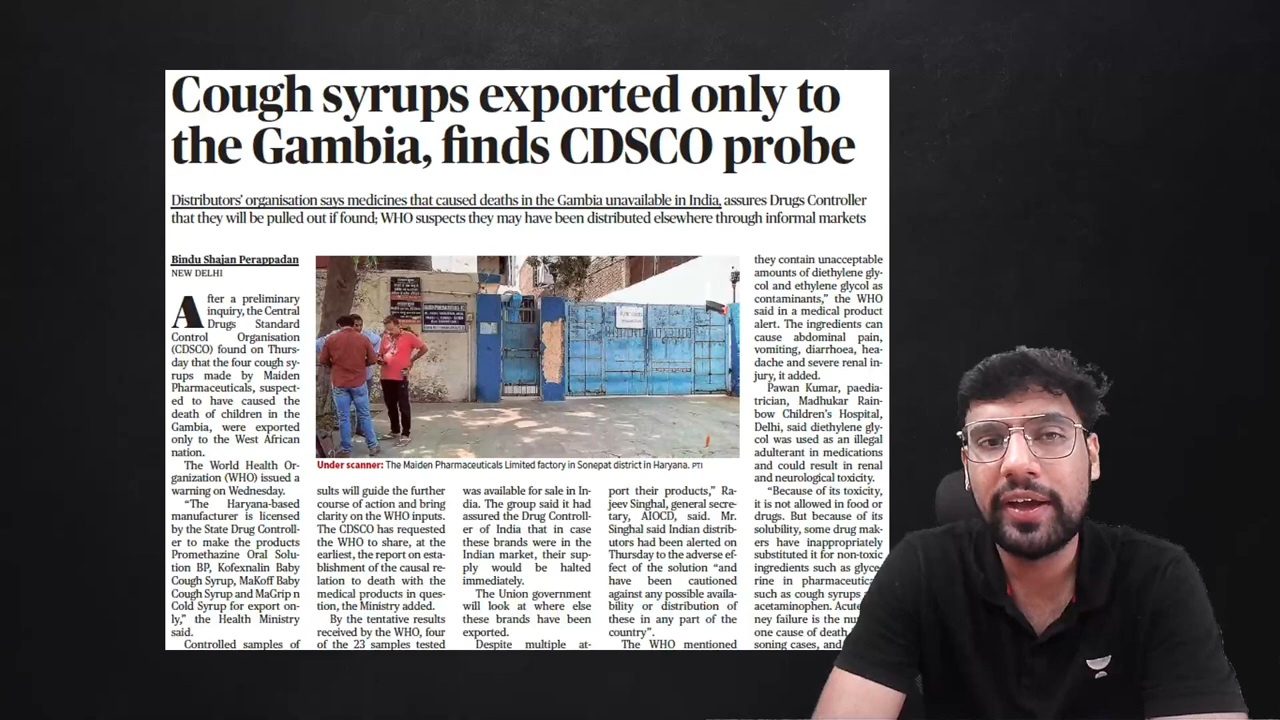 Cough syrups exported only to
the Gambia, finds CDSCO probe
Distributors' organisation says medicines that caused deaths in the Gambia unavailable in India, assures Drugs Controller
that they will be pulled out if found; WHO suspects they may have been distributed elsewhere through informal markets
Bindu Shajan Perappadan
NEW DELHI
After a preliminary
inquiry, the Central
Drugs Standard
Control Organisation
(CDSCO) found on Thurs-
day that the four cough sy-
rups made by Maiden
Pharmaceuticals, suspect-
ed to have caused the
death of children in the
Gambia, were exported
only to the West African
nation.
The World Health Or-
ganization (WHO) issued a
warning on Wednesday.
"The Haryana-based
manufacturer is licensed
by the State Drug Controll-
er to make the products
Promethazine Oral Solu-
tion BP, Kofexnalin Baby
Cough Syrup, MaKoff Baby
Cough Syrup and MaGrip n
Cold Syrup for export on-
ly," the Health Ministry
said.
Controlled samples of
Under scanner: The Maiden Pharmaceuticals Limited factory in Sonepat district in Haryana. PTI
sults will guide the further
course of action and bring
clarity on the WHO inputs.
The CDSCO has requested
the WHO to share, at the
earliest, the report on esta-
blishment of the causal re-
lation to death with the
medical products in ques-
tion, the Ministry added.
By the tentative results
received by the WHO, four
of the 23 samples tested
was available for sale in In-
dia. The group said it had
assured the Drug Controll-
er of India that in case
these brands were in the
Indian market, their sup-
ply would be halted
immediately.
The Union government
will look at where else
these brands have been
exported.
Despite multiple at-
port their products," Ra-
jeev Singhal, general secre-
tary, AIOCD, said. Mr.
Singhal said Indian distrib-
utors had been alerted on
Thursday to the adverse ef-
fect of the solution "and
have been cautioned
against any possible availa-
bility or distribution of
these in any part of the
country".
The WHO mentioned
they contain unacceptable
amounts of diethylene gly-
col and ethylene glycol as
contaminants," the WHO
said in a medical product
alert. The ingredients can
cause abdominal pain,
vomiting, diarrhoea, hea-
dache and severe renal in-
jury, it added.
Pawan Kumar, paedia-
trician, Madhukar Rain-
bow Children's Hospital,
Delhi, said diethylene gly-
col was used as an illegal
adulterant in medications
and could result in renal
and neurological toxicity.
"Because of its toxicity,
it is not allowed in food or
drugs. But because of its
solubility, some drug mak-
ers have inappropriately
substituted it for non-toxic
ingredients such as glyce
rine in pharmaceutica
such as cough syrups
acetaminophen. Acute
ney failure is the nu
one cause of death
soning cases, and